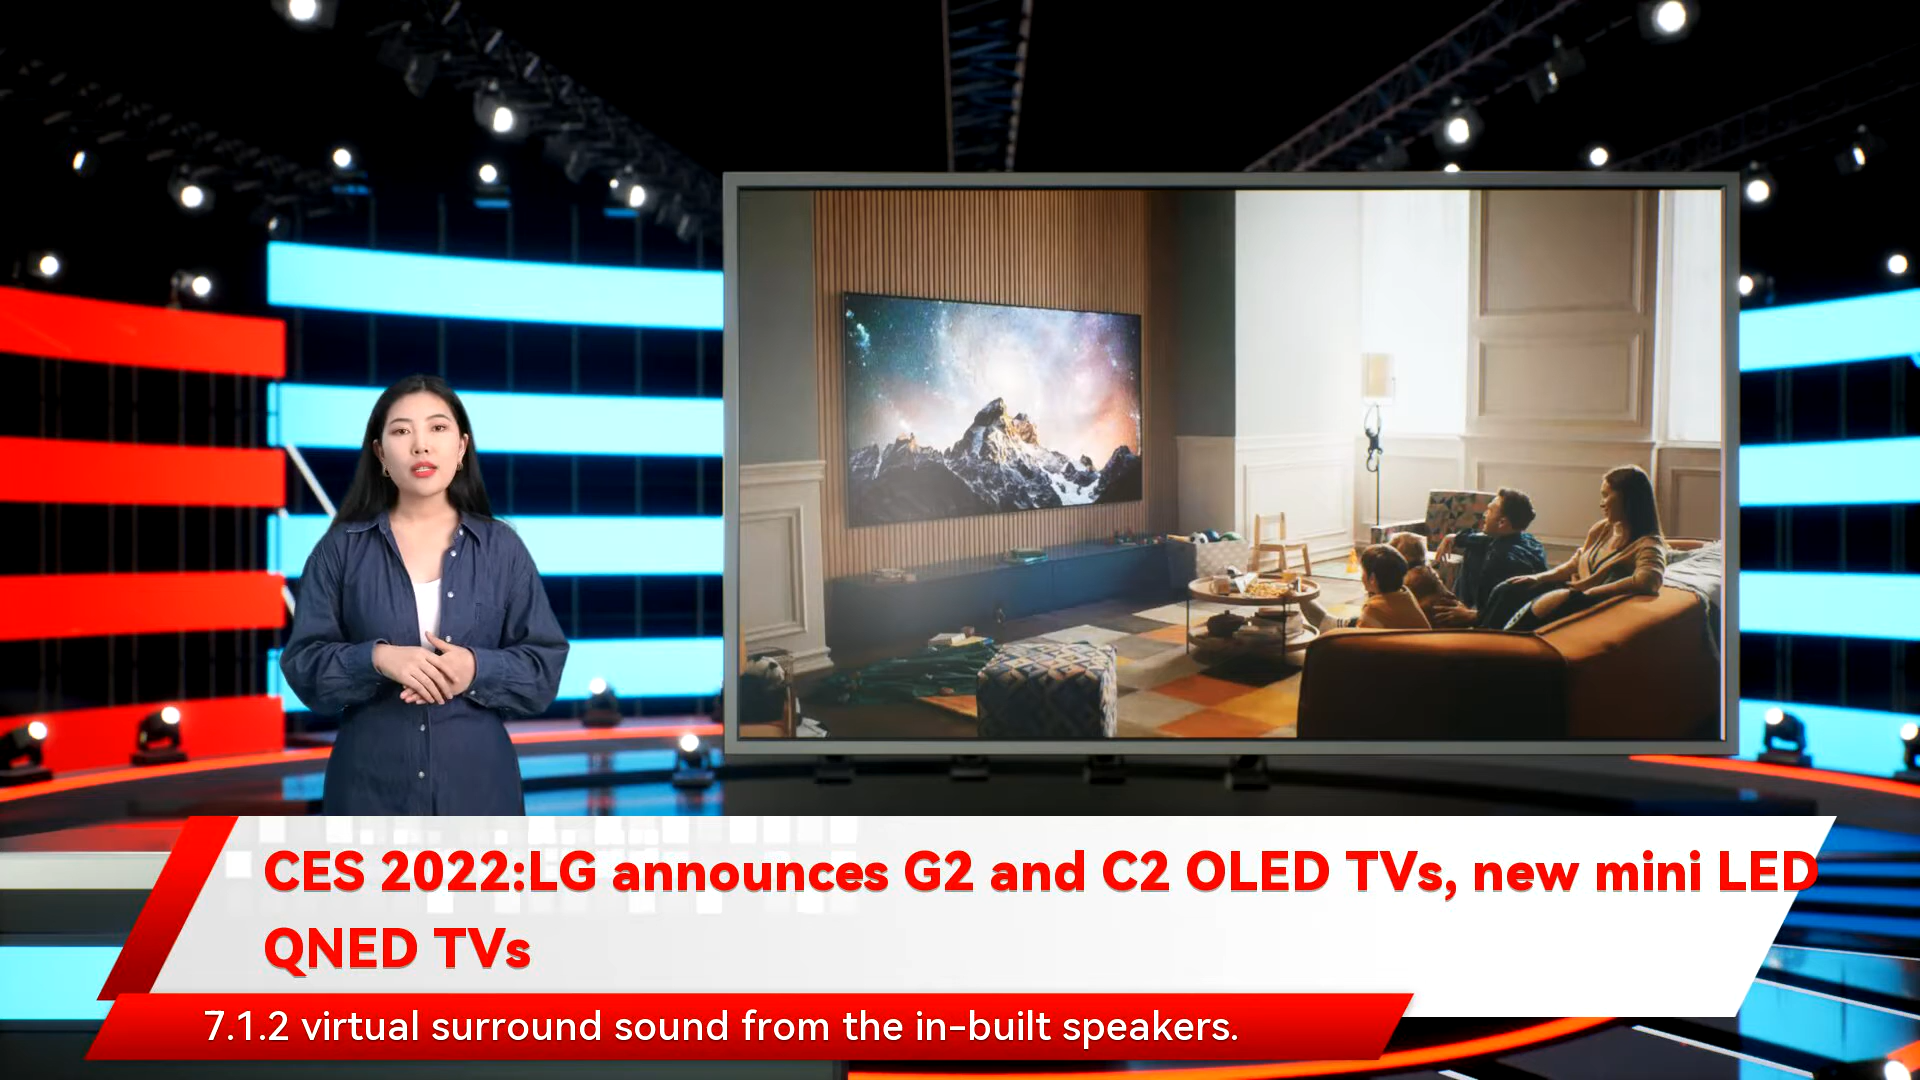 CES 2022:LG announces G2 and C2 OLED TVs, new mini LED
QNED TVs
7.1.2 virtual surround sound from the in-built speakers.